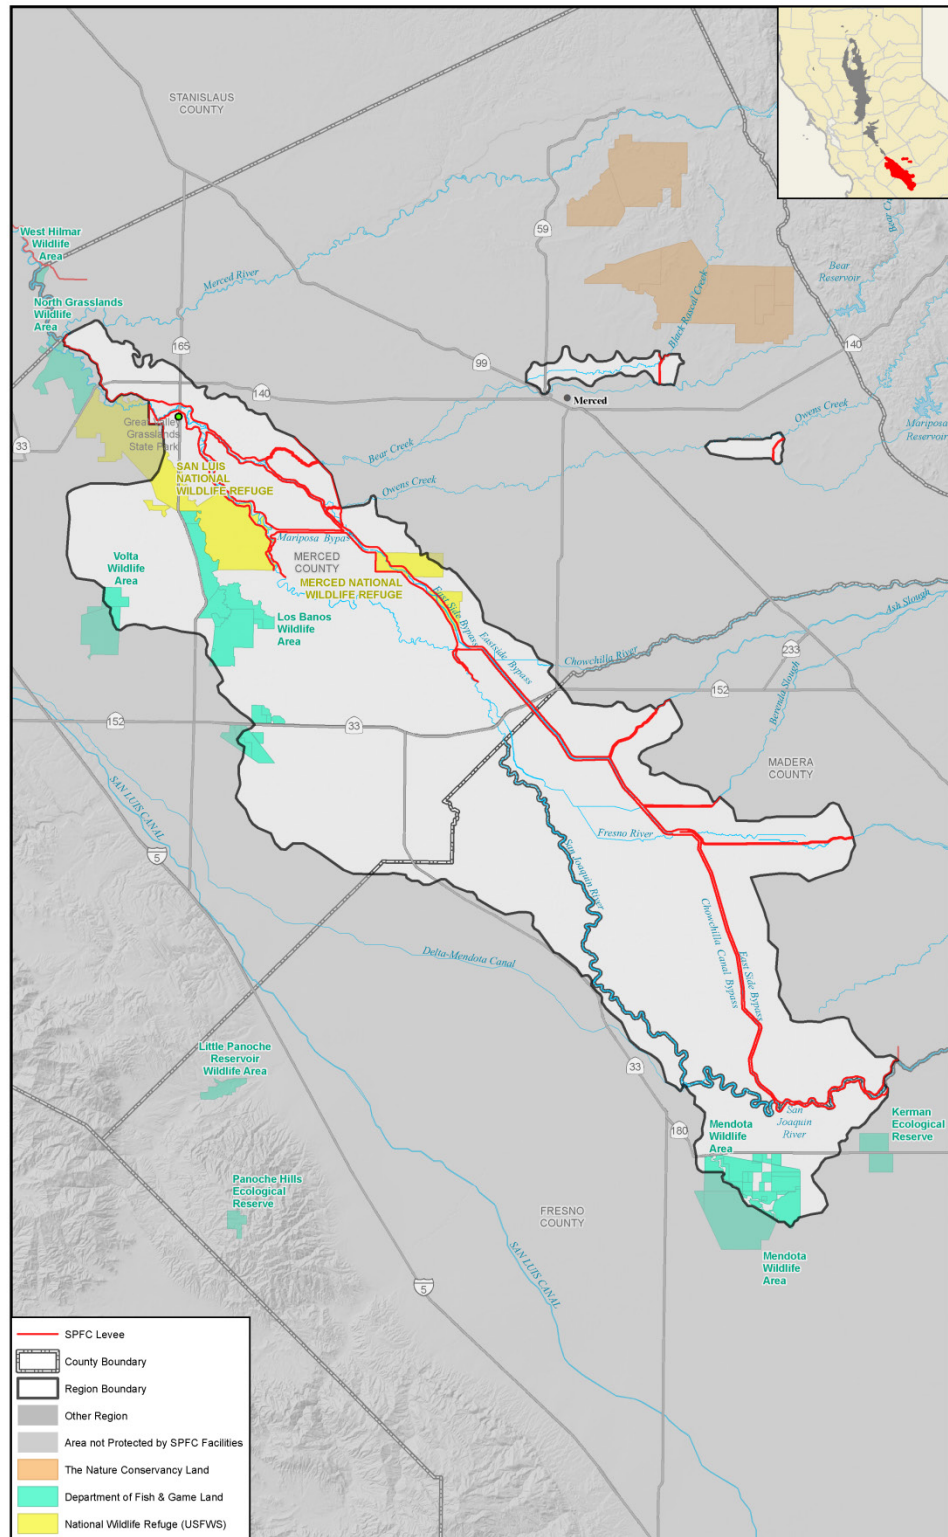 STANISLAUS
COUNTY
West Hilmar
Wildlife
Area
Merced River
59
Bear Creek
Bear
Reservoir
North Grasslands
Wildlife
Area
Black Rascal Creek
165
99
140
140
Merced
Mariposa
Reservoir
33
Great Valley
Grasslands
State Park
Owens Creek
Bear Creek
SAN LUIS
NATIONAL
WILDLIFE REFUGE
Owens Creek
Mariposa Bypass
MERCED
COUNTY
Volta
Wildlife
Area
MERCED NATIONAL
WILDLIFE REFUGE
East Side Bypass
Ash Slough
Los Banos
Wildlife
Area
Eastside Bypass
Chowchilla River
233
152
Berenda Slough
152
33
MADERA
COUNTY
SAN LUIS CANAL
Fresno River
5
San Joaquin River
Chowchilla Canal Bypass
East Side Bypass
Delta-Mendota Canal
Little Panoche
Reservoir
Wildlife Area
33
San
Joaquin
River
Kerman
Ecological
Reserve
180
Mendota
Wildlife
Area
Panoche Hills
Ecological
Reserve
FRESNO
COUNTY
SAN LUIS CANAL
Mendota
Wildlife
Area
5
SPFC Levee
County Boundary
Region Boundary
Other Region
Area not Protected by SPFC Facilities
The Nature Conservancy Land
Department of Fish & Game Land
National Wildlife Refuge (USFWS)